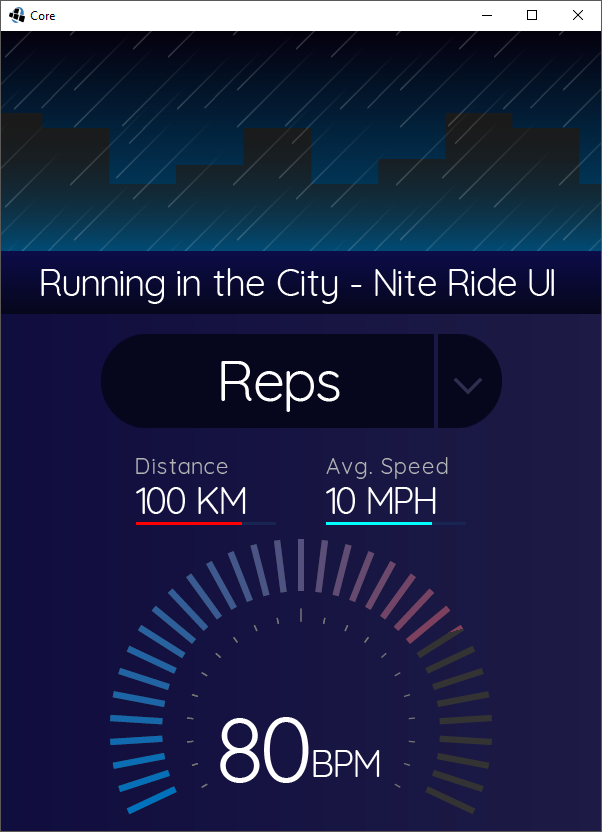 Core
Running in the City - Nite Ride UI
Reps
Distance
Avg. Speed
100 KM
10 MPH
80BPM